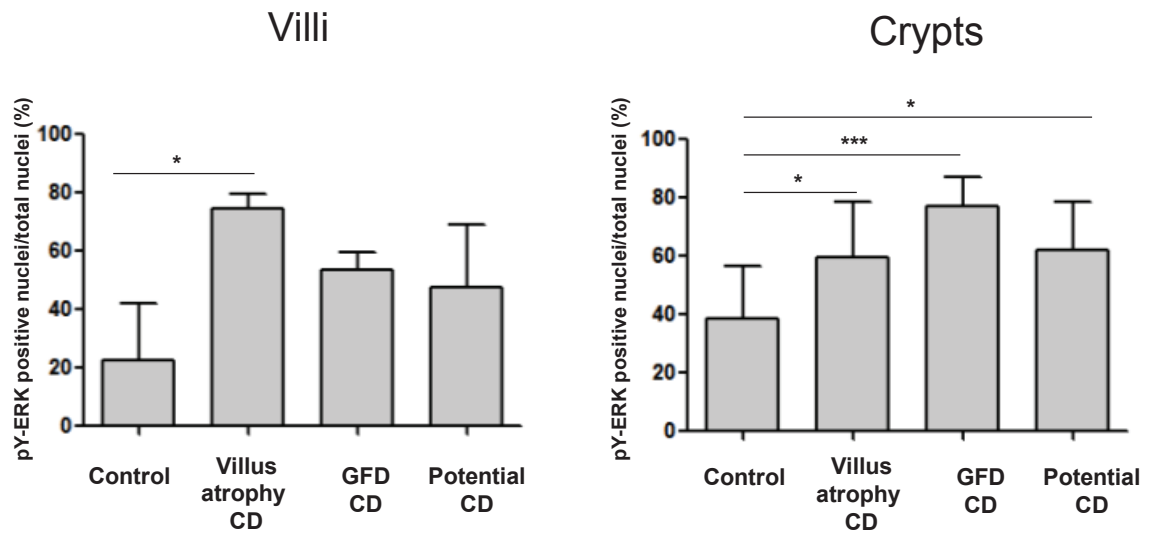 Villi
pY-ERK positive nuclei/total nuclei (%)
100
80
60
40
20
0
*
Control
Villus
atrophy
CD
GFD
CD
Potential
CD
Crypts
pY-ERK positive nuclei/total nuclei (%)
100
80
60
40
20
0
*
***
*
Control
Villus
atrophy
CD
GFD
CD
Potential
CD